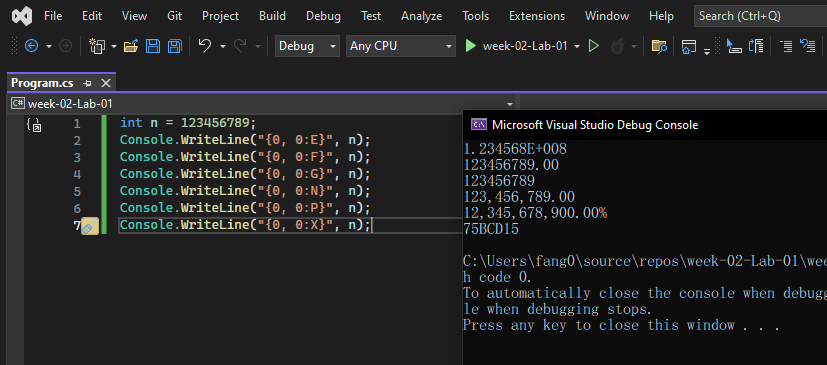 File Edit View Git Project Build Debug Test Analyze Tools Extensions Window Help Search (Ctrl+Q)
Debug Any CPU week-02-Lab-01
Program.cs
C# week-02-Lab-01
1 int n = 123456789;
2 Console.WriteLine("{0, 0:E}", n);
3 Console.WriteLine("{0, 0:F}", n);
4 Console.WriteLine("{0, 0:G}", n);
5 Console.WriteLine("{0, 0:N}", n);
6 Console.WriteLine("{0, 0:P}", n);
7 Console.WriteLine("{0, 0:X}", n);
Microsoft Visual Studio Debug Console
1.234568E+008
123456789.00
123456789
123,456,789.00
12,345,678,900.00%
75BCD15
C:\Users\fang0\source\repos\week-02-Lab-01\wee
h code 0.
To automatically close the console when debugg
le when debugging stops.
Press any key to close this window . . .